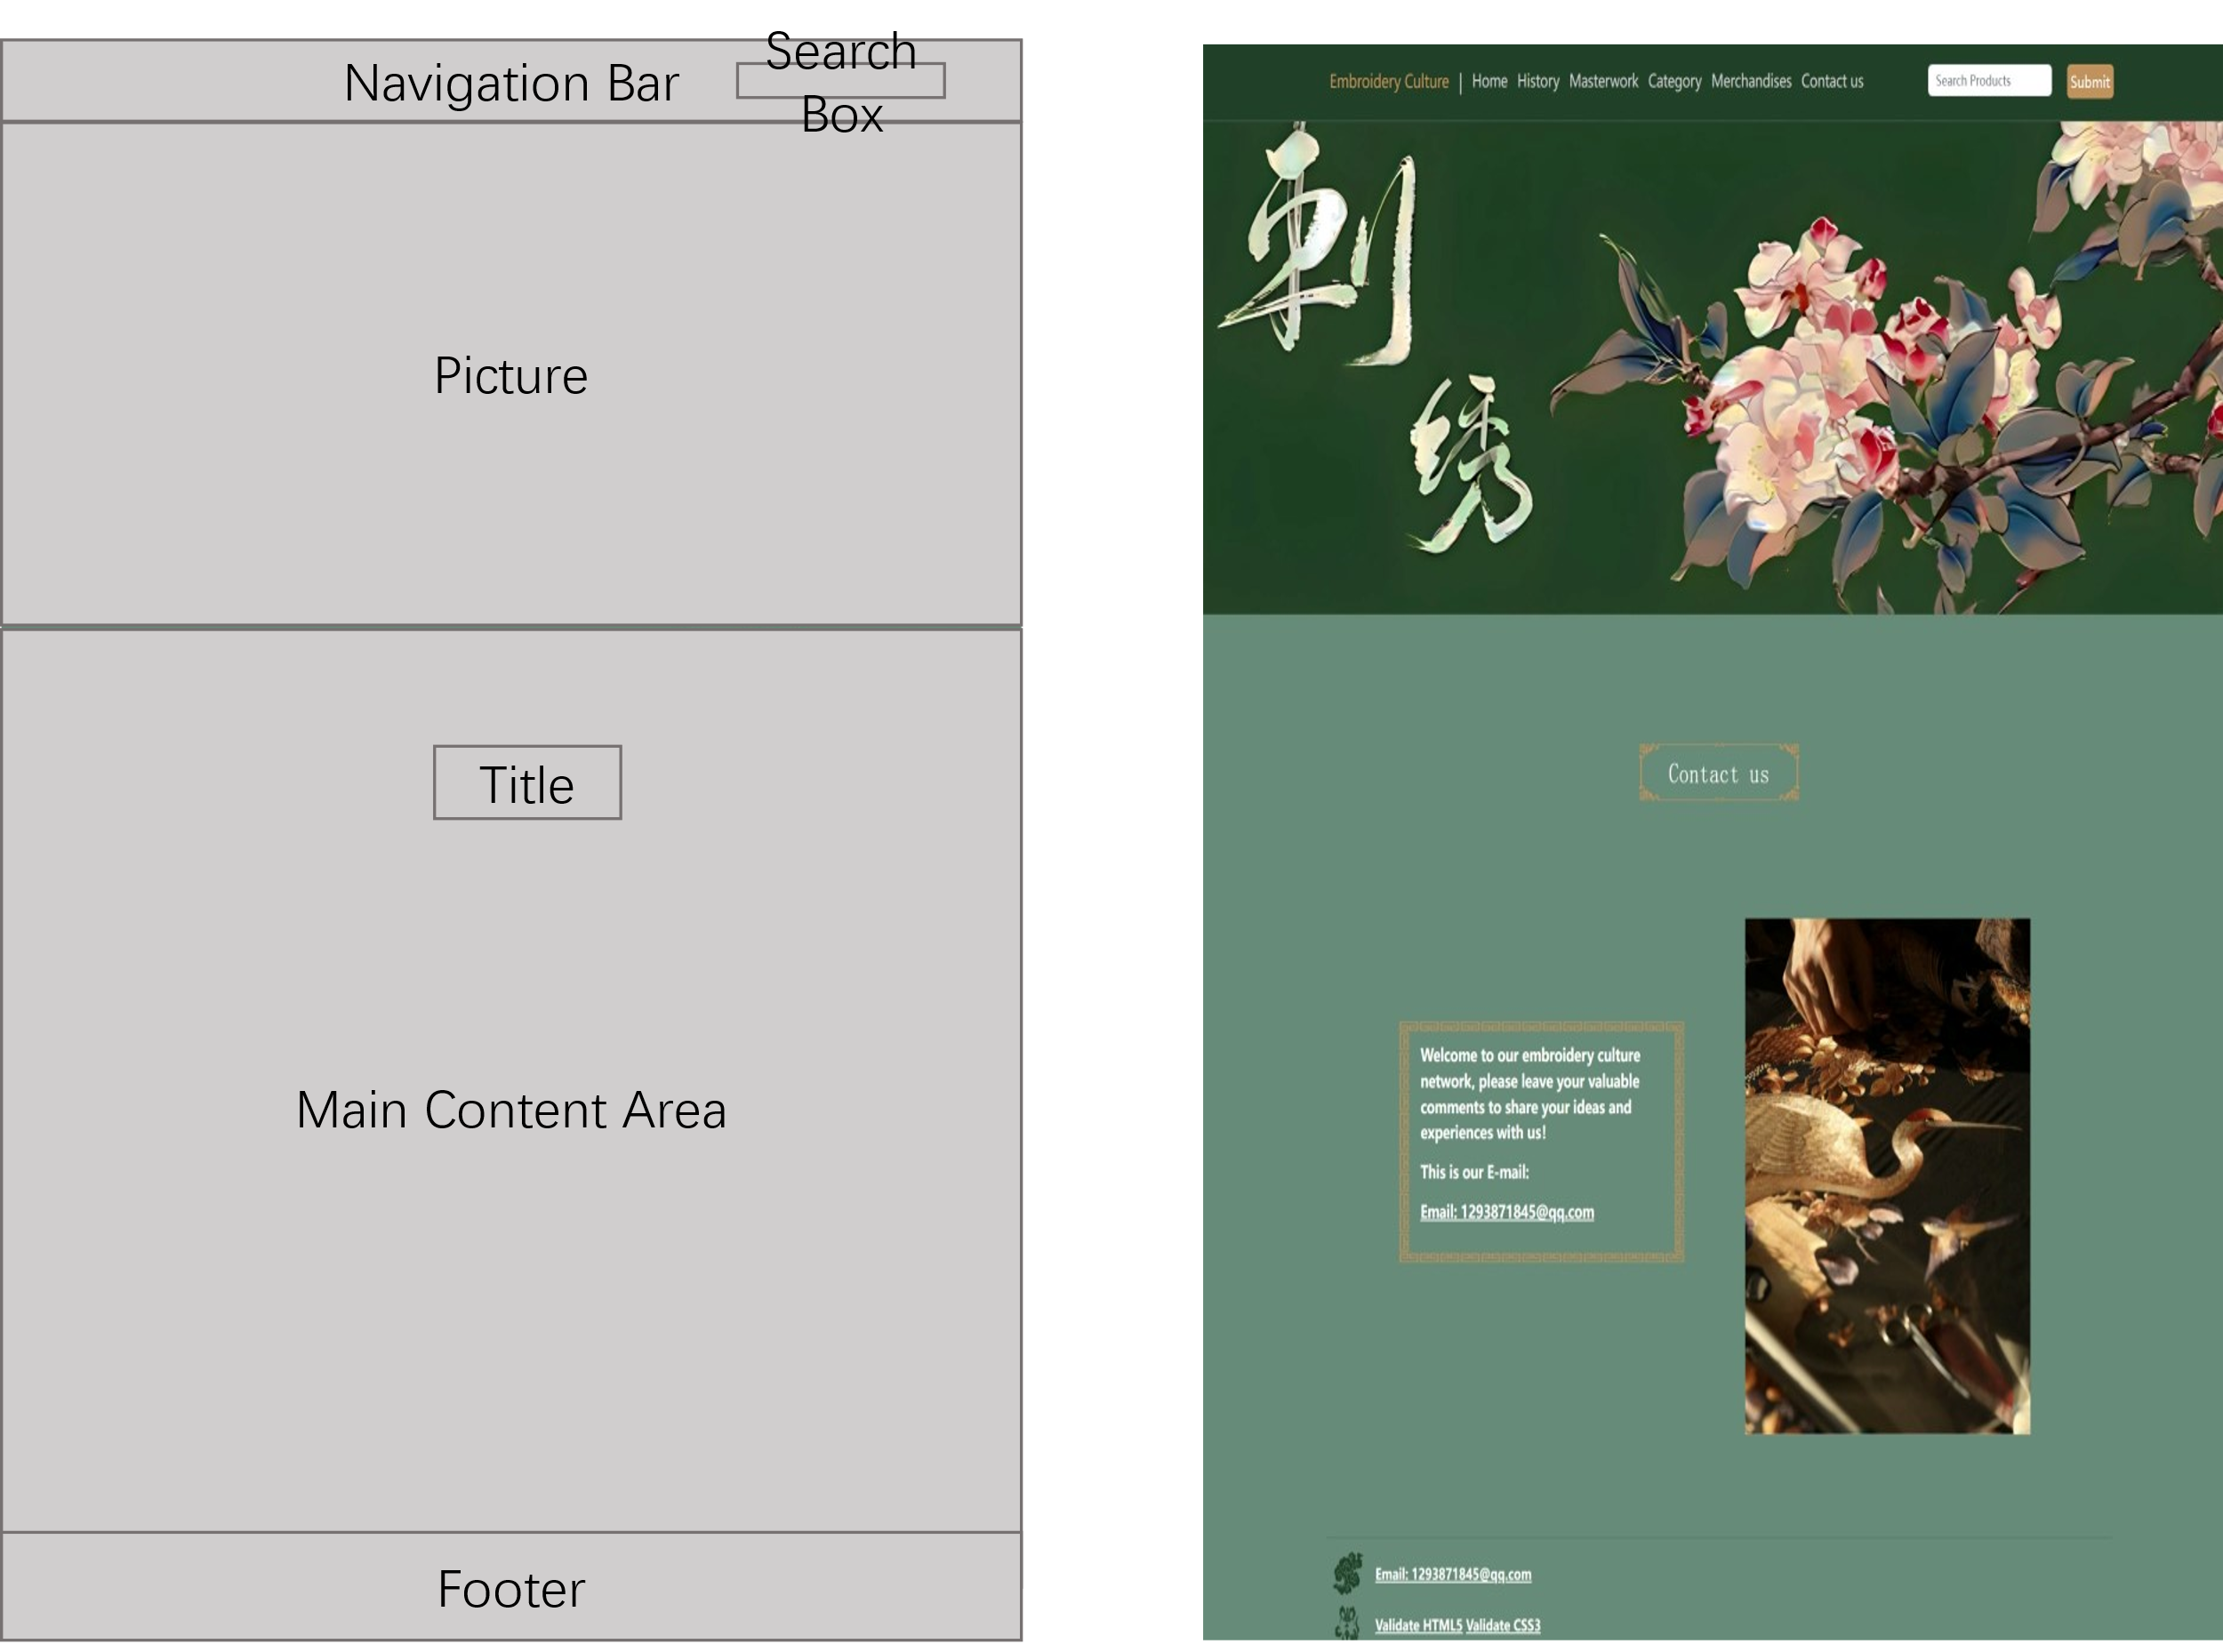 Navigation Bar
Search
Box
Picture
Title
Main Content Area
Footer
Embroidery Culture | Home History Masterwork Category Merchandises Contact us
Search Products
Submit
刺
绣
Contact us
Welcome to our embroidery culture
network, please leave your valuable
comments to share your ideas and
experiences with us!
This is our E-mail:
Email: 1293871845@qq.com
Email: 1293871845@qq.com
Validate HTML5 Validate CSS3